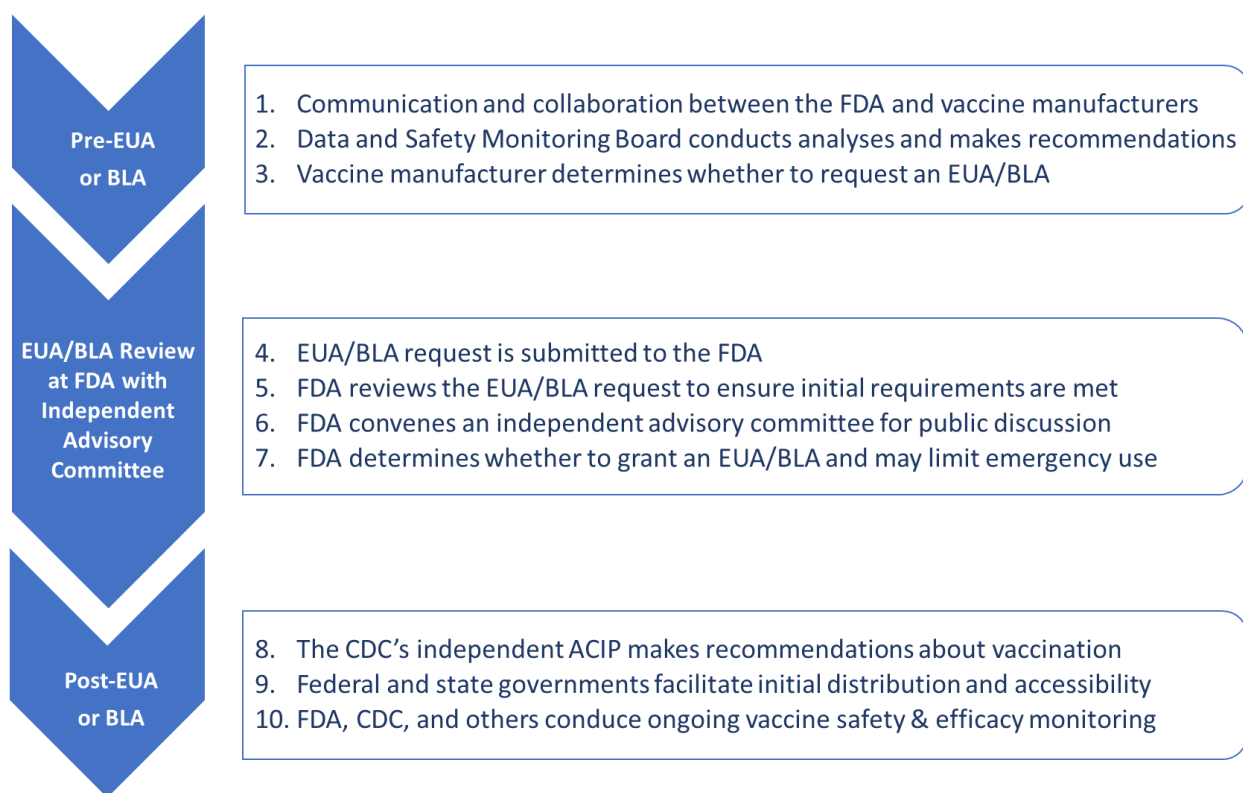 Pre-EUA
or BLA
1. Communication and collaboration between the FDA and vaccine manufacturers
2. Data and Safety Monitoring Board conducts analyses and makes recommendations
3. Vaccine manufacturer determines whether to request an EUA/BLA
EUA/BLA Review
at FDA with
Independent
Advisory
Committee
4. EUA/BLA request is submitted to the FDA
5. FDA reviews the EUA/BLA request to ensure initial requirements are met
6. FDA convenes an independent advisory committee for public discussion
7. FDA determines whether to grant an EUA/BLA and may limit emergency use
Post-EUA
or BLA
8. The CDC’s independent ACIP makes recommendations about vaccination
9. Federal and state governments facilitate initial distribution and accessibility
10. FDA, CDC, and others conduce ongoing vaccine safety & efficacy monitoring